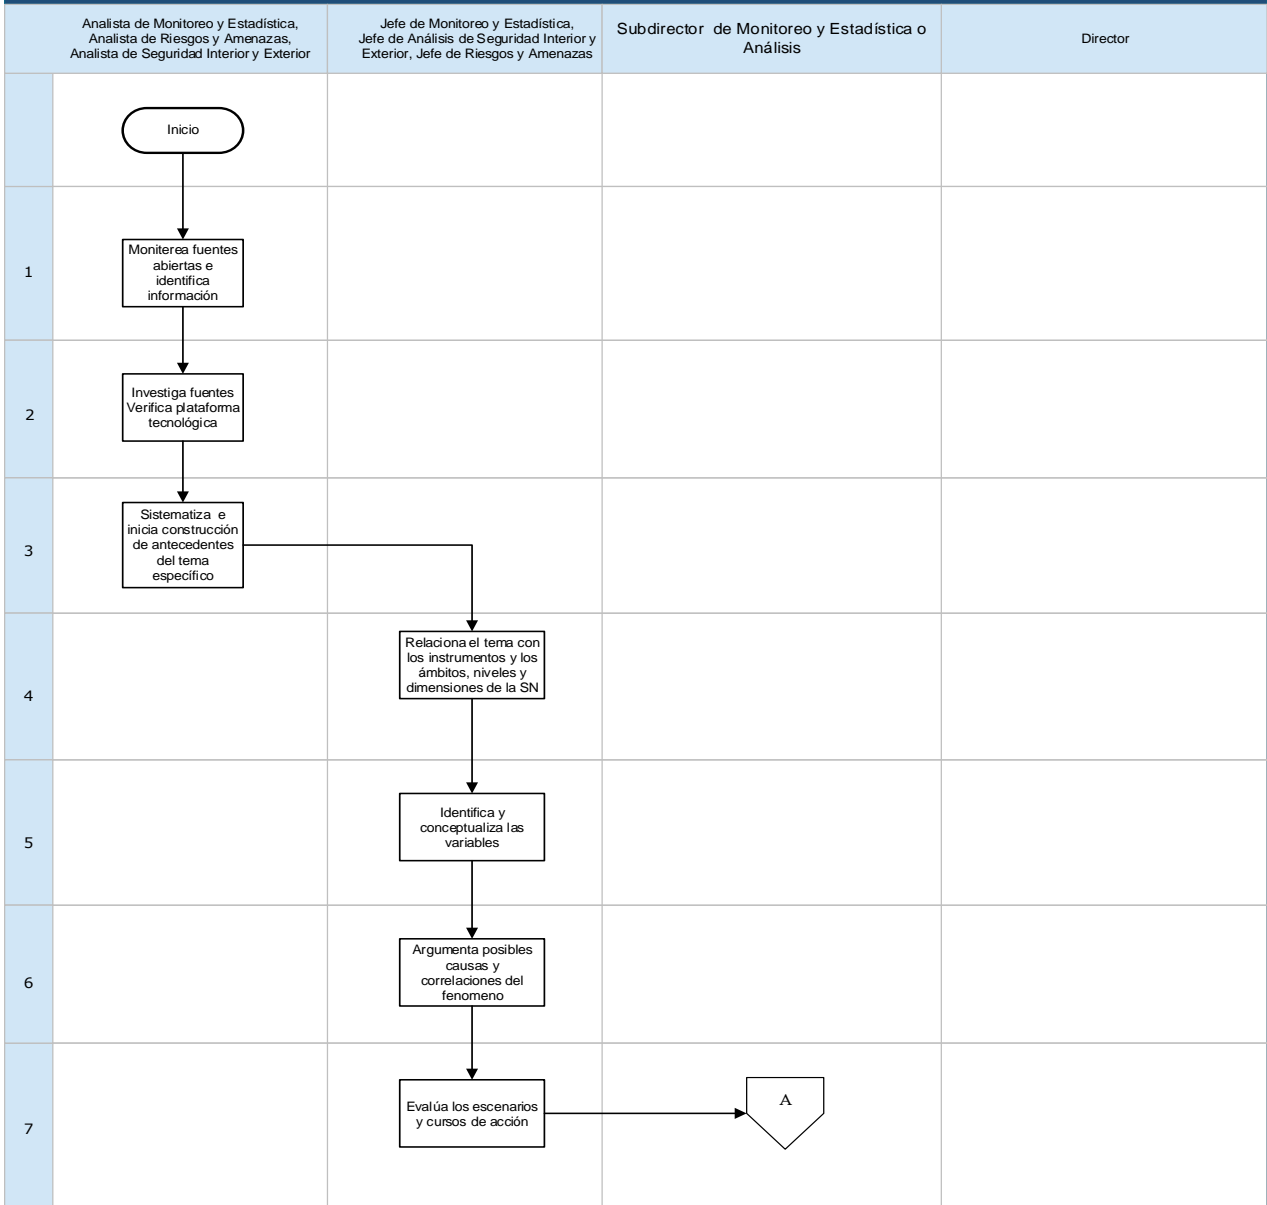 Analista de Monitoreo y Estadística,
Analista de Riesgos y Amenazas,
Analista de Seguridad Interior y Exterior
Jefe de Monitoreo y Estadística,
Jefe de Análisis de Seguridad Interior y
Exterior, Jefe de Riesgos y Amenazas
Subdirector de Monitoreo y Estadística o
Análisis
Director
Inicio
1
Moniterea fuentes
abiertas e
identifica
información
2
Investiga fuentes
Verifica plataforma
tecnológica
3
Sistematiza e
inicia construcción
de antecedentes
del tema
específico
4
Relaciona el tema con
los instrumentos y los
ámbitos, niveles y
dimensiones de la SN
5
Identifica y
conceptualiza las
variables
6
Argumenta posibles
causas y
correlaciones del
fenomeno
7
Evalúa los escenarios
y cursos de acción
A